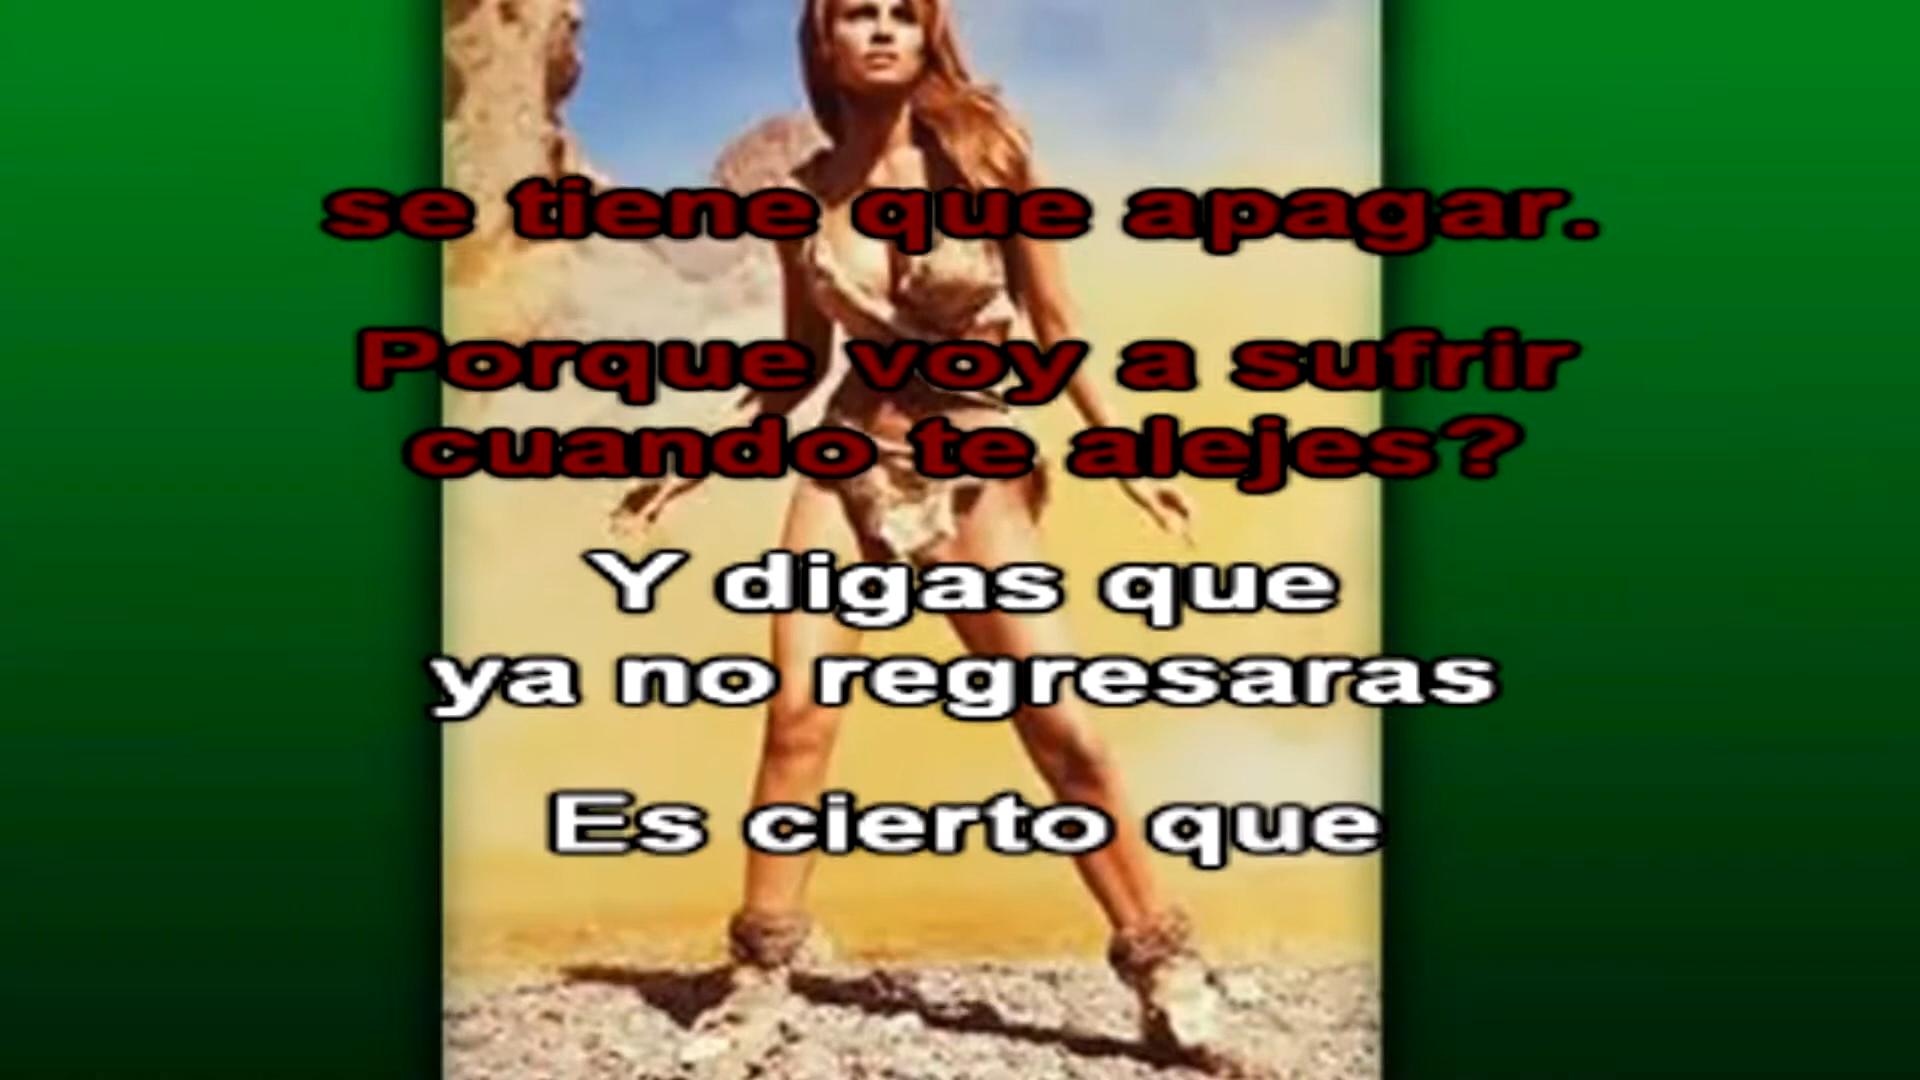 se tiene que apagar.
Porque voy a sufrir
cuando te alejes?
Y digas que
ya no regresaras
Es cierto que